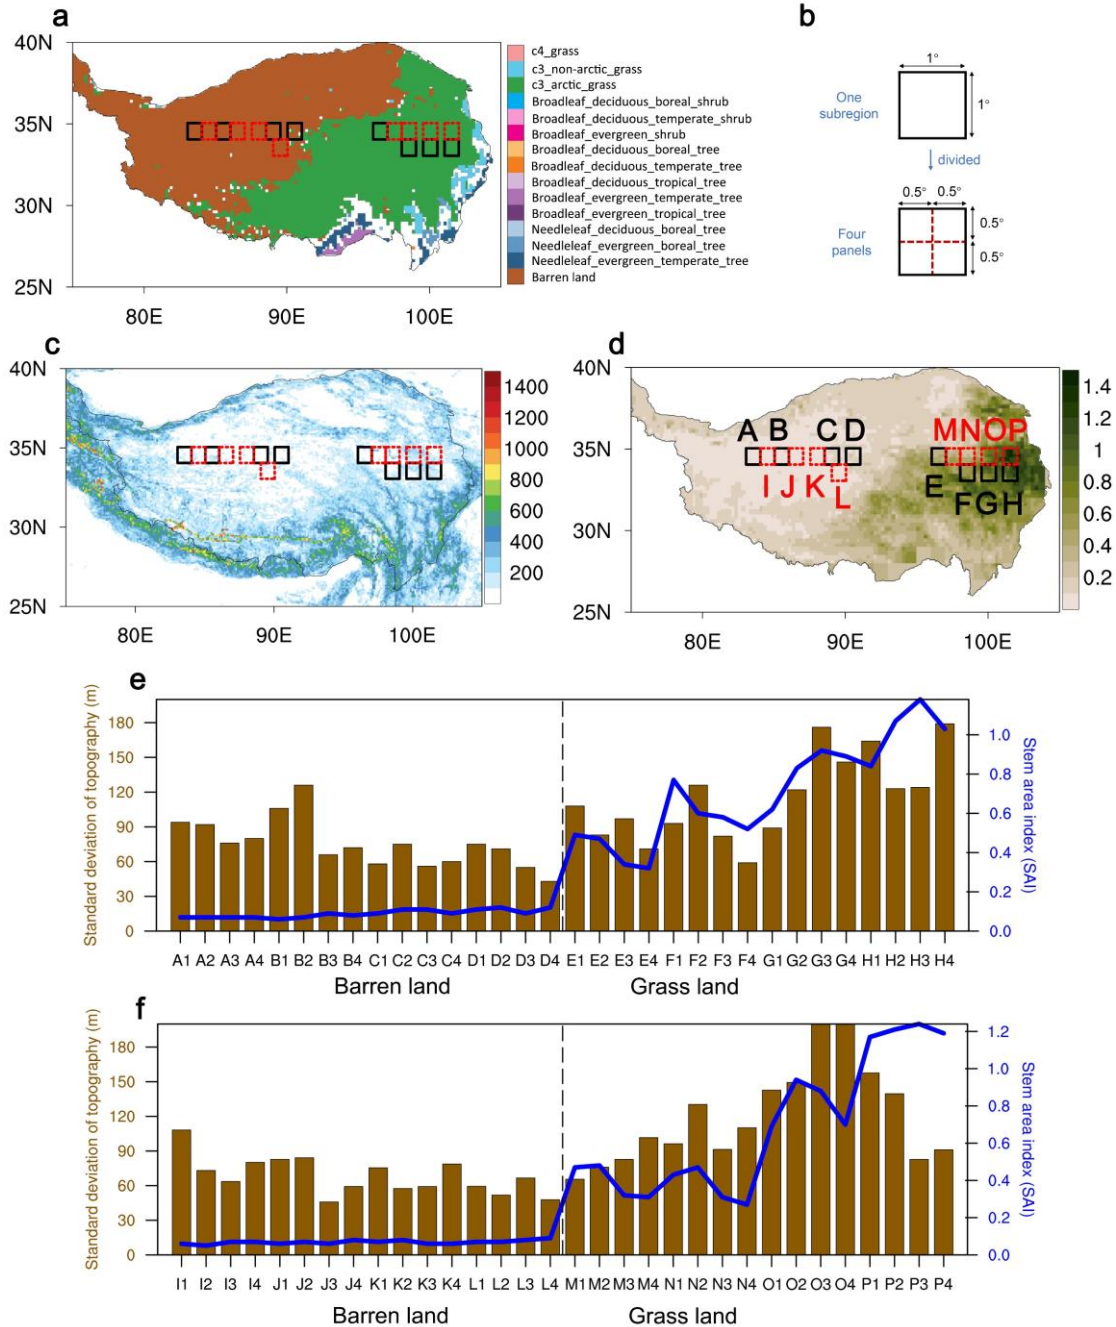 a
40N
35N
30N
25N
80E 90E 100E
c4_grass
c3_non-arctic_grass
c3_arctic_grass
Broadleaf_deciduous_boreal_shrub
Broadleaf_deciduous_temperate_shrub
Broadleaf_evergreen_shrub
Broadleaf_deciduous_boreal_tree
Broadleaf_deciduous_temperate_tree
Broadleaf_deciduous_tropical_tree
Broadleaf_evergreen_temperate_tree
Broadleaf_evergreen_tropical_tree
Needleleaf_deciduous_boreal_tree
Needleleaf_evergreen_boreal_tree
Needleleaf_evergreen_temperate_tree
Barren land
b
1°
One
subregion
1°
divided
0.5° 0.5°
Four
panels
0.5°
0.5°
c
40N
35N
30N
25N
80E 90E 100E
1400
1200
1000
800
600
400
200
d
40N
35N
30N
25N
80E 90E 100E
A B C D
MNOP
I J K
L
E
FGH
1.4
1.2
1
0.8
0.6
0.4
0.2
e
Standard deviation of topography (m)
180
150
120
90
60
30
0
1.0
0.8
0.6
0.4
0.2
0.0
Stem area index (SAI)
A1 A2 A3 A4 B1 B2 B3 B4 C1 C2 C3 C4 D1 D2 D3 D4 E1 E2 E3 E4 F1 F2 F3 F4 G1 G2 G3 G4 H1 H2 H3 H4
Barren land Grass land
f
Standard deviation of topography (m)
180
150
120
90
60
30
0
1.2
1.0
0.8
0.6
0.4
0.2
0.0
Stem area index (SAI)
I1 I2 I3 I4 J1 J2 J3 J4 K1 K2 K3 K4 L1 L2 L3 L4 M1 M2 M3 M4 N1 N2 N3 N4 O1 O2 O3 O4 P1 P2 P3 P4
Barren land Grass land